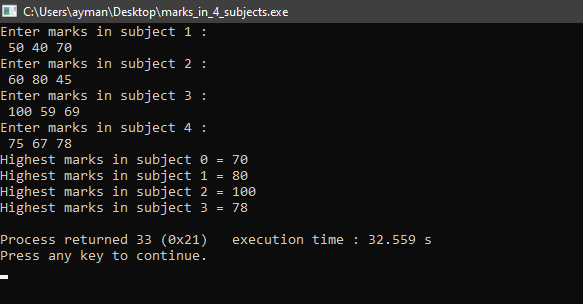 C:\Users\ayman\Desktop\marks_in_4_subjects.exe
Enter marks in subject 1 :
 50 40 70
Enter marks in subject 2 :
 60 80 45
Enter marks in subject 3 :
 100 59 69
Enter marks in subject 4 :
 75 67 78
Highest marks in subject 0 = 70
Highest marks in subject 1 = 80
Highest marks in subject 2 = 100
Highest marks in subject 3 = 78
Process returned 33 (0x21)   execution time : 32.559 s
Press any key to continue.